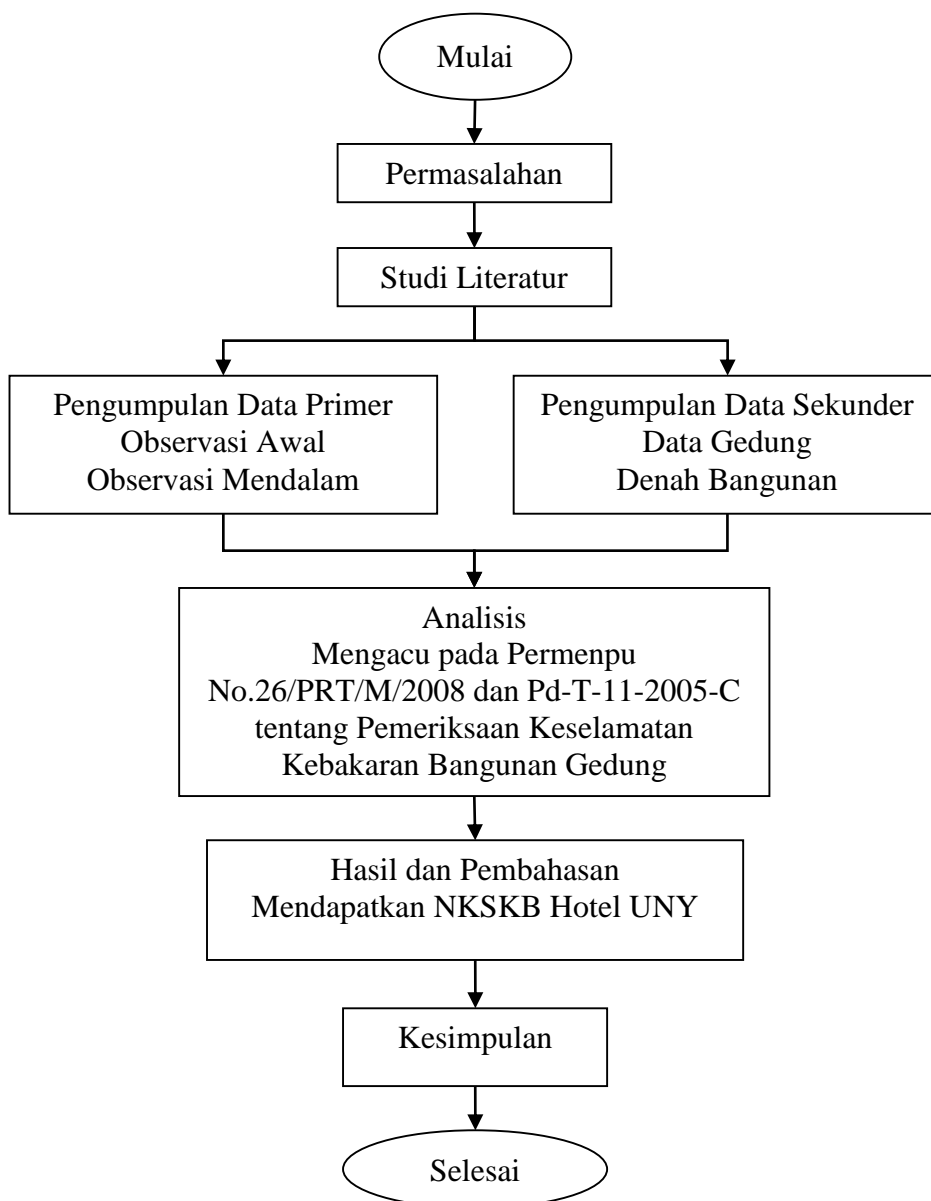 Mulai
Permasalahan
Studi Literatur
Pengumpulan Data Primer
Observasi Awal
Observasi Mendalam
Pengumpulan Data Sekunder
Data Gedung
Denah Bangunan
Analisis
Mengacu pada Permenpu
No.26/PRT/M/2008 dan Pd-T-11-2005-C
tentang Pemeriksaan Keselamatan
Kebakaran Bangunan Gedung
Hasil dan Pembahasan
Mendapatkan NKSKB Hotel UNY
Kesimpulan
Selesai